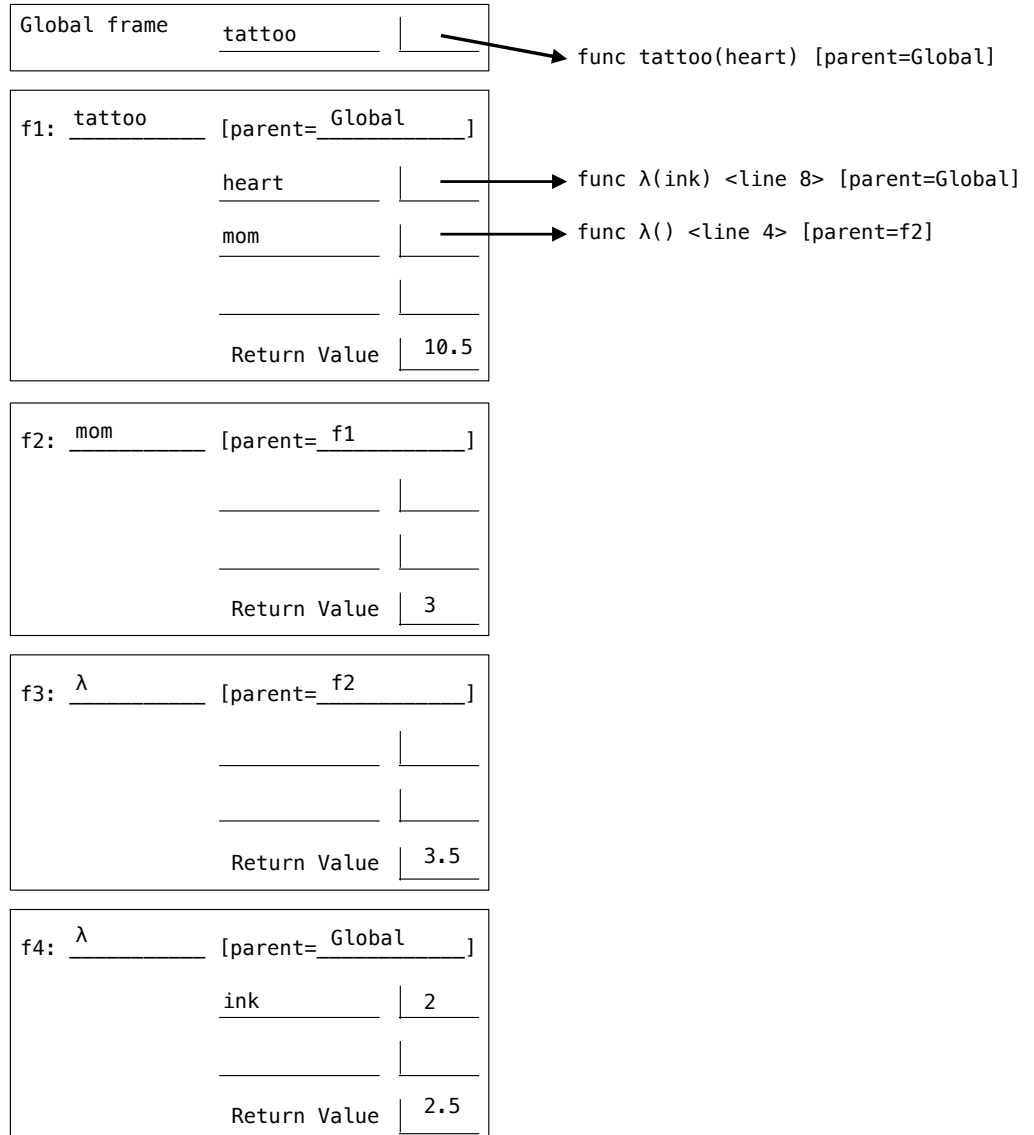 Global frame tattoo
func tattoo(heart) [parent=Global]
f1: tattoo [parent=Global]
heart func λ(ink) <line 8> [parent=Global]
mom func λ() <line 4> [parent=f2]
Return Value 10.5
f2: mom [parent=f1]
Return Value 3
f3: λ [parent=f2]
Return Value 3.5
f4: λ [parent=Global]
ink 2
Return Value 2.5